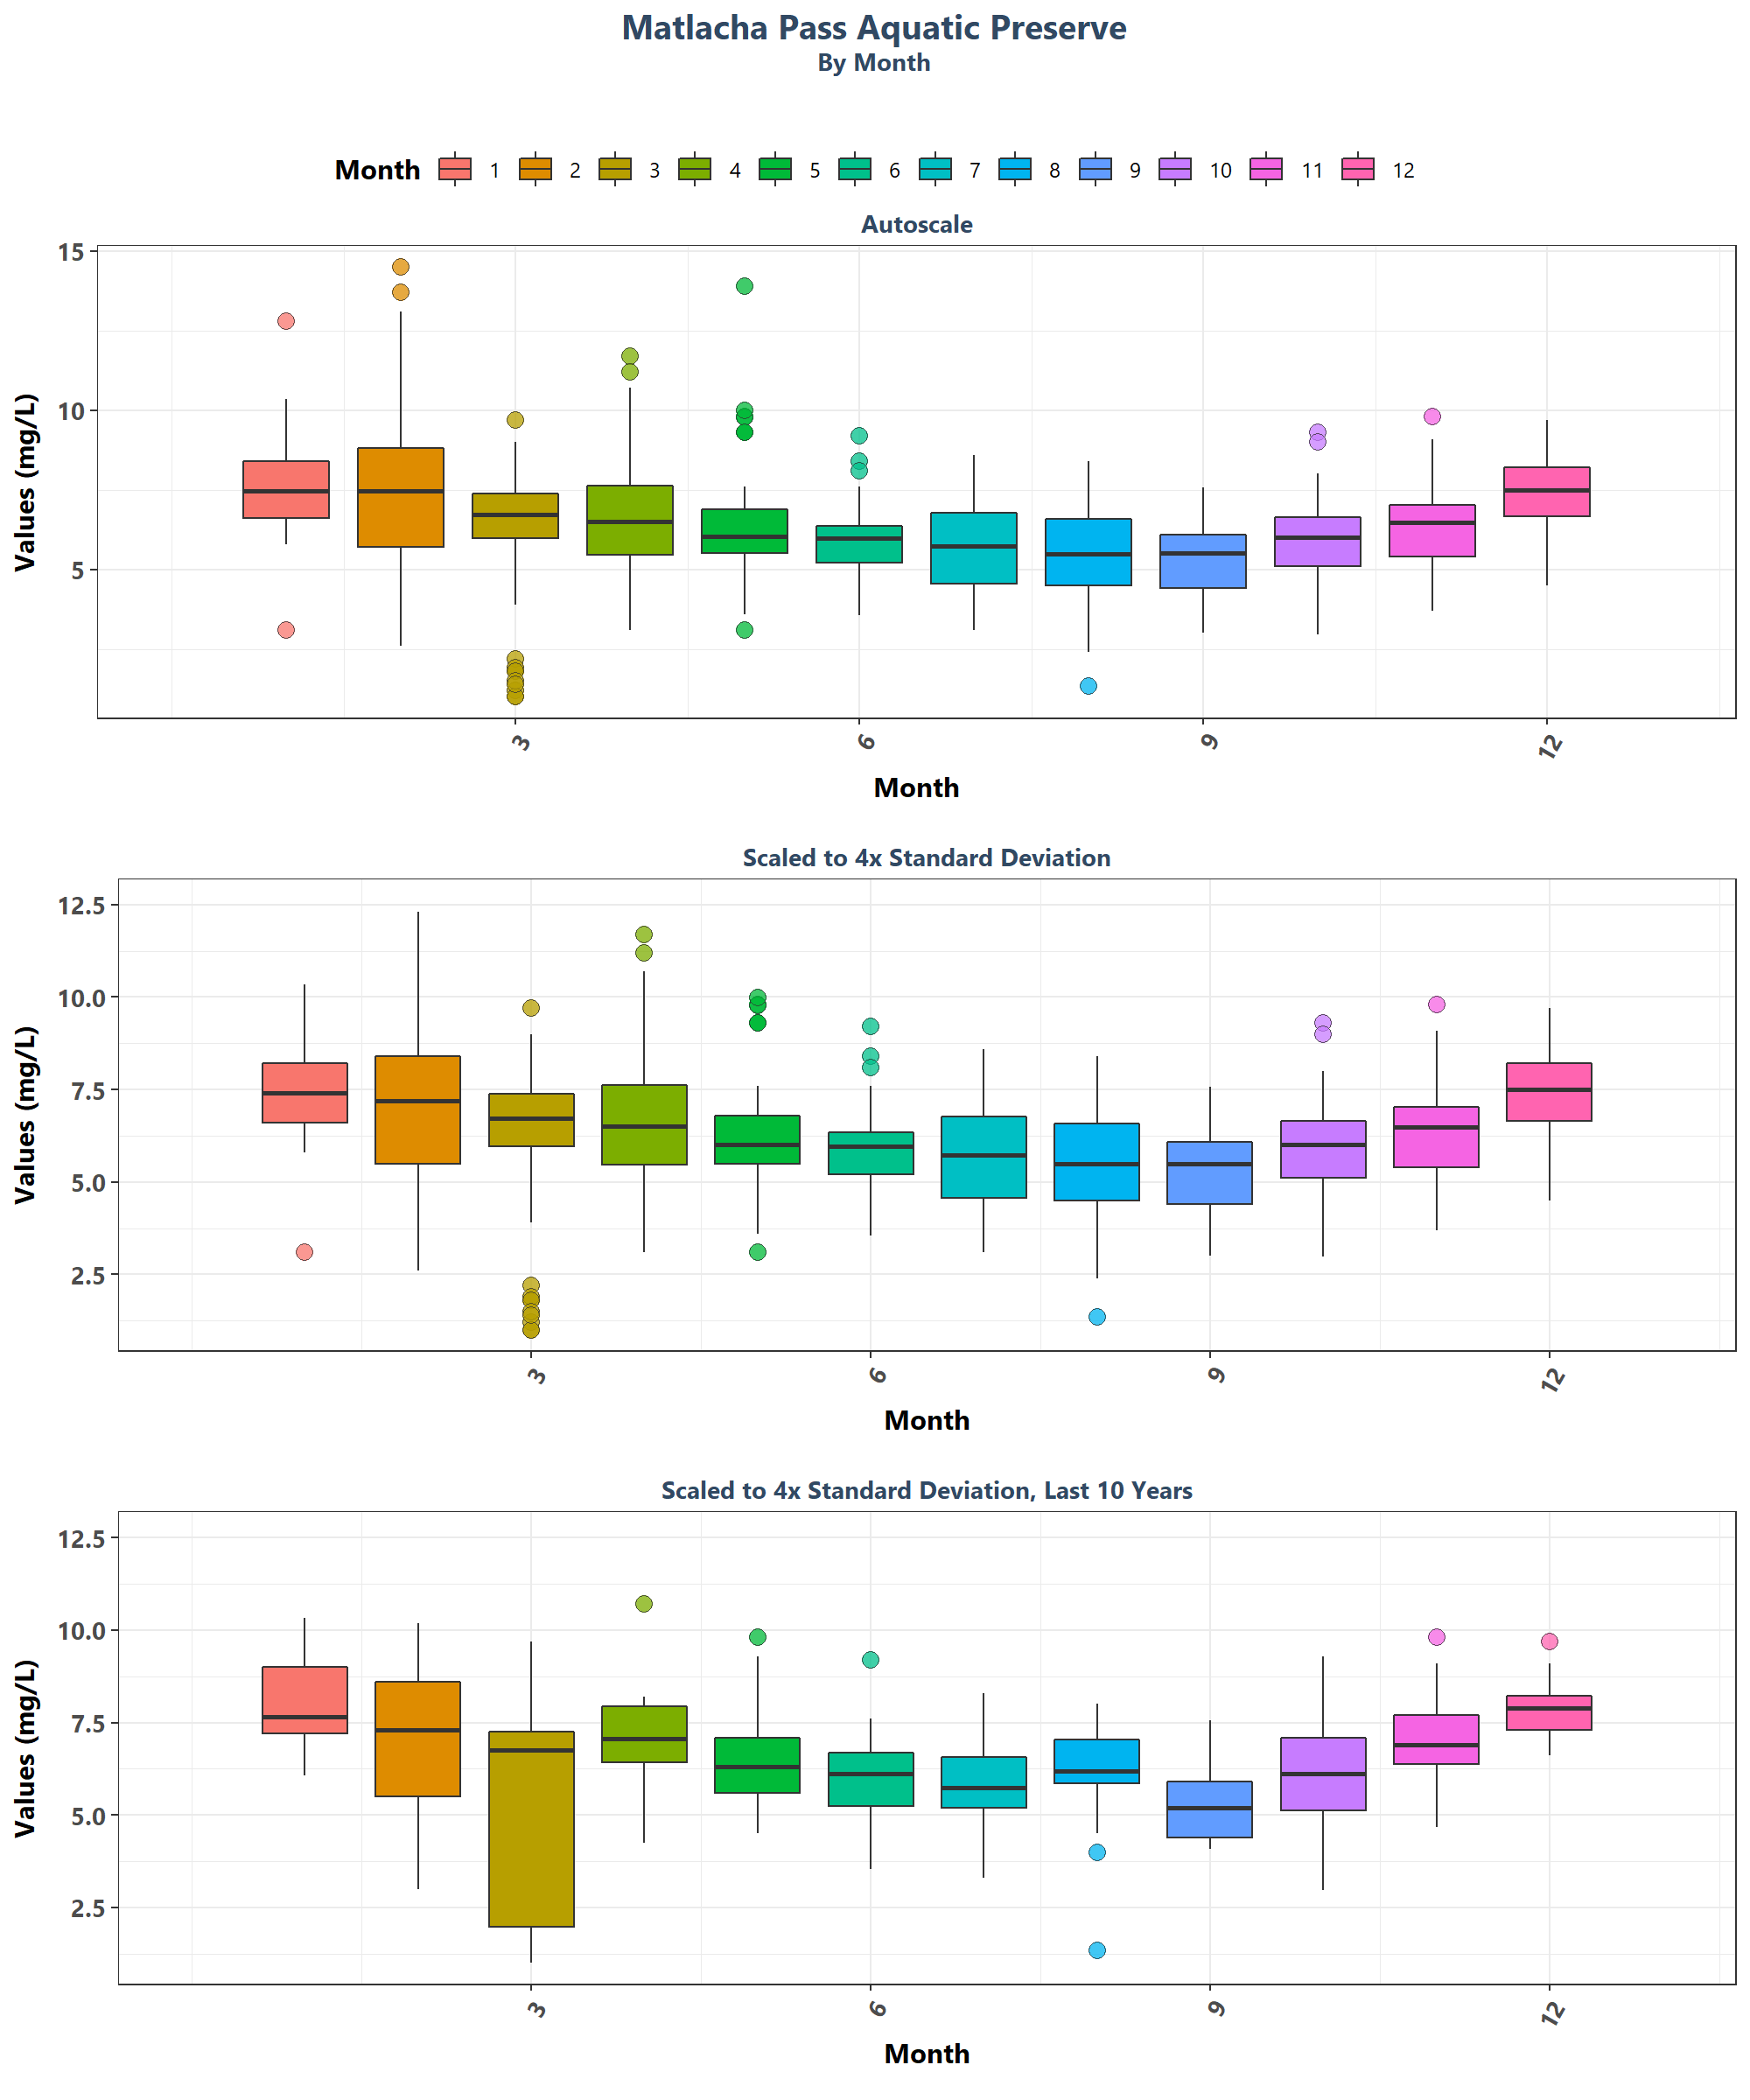 Matlacha Pass Aquatic Preserve
By Month
Month 1 2 3 4 5 6 7 8 9 10 11 12
Autoscale
Values (mg/L)
15
10
5
3 6 9 12
Month
Scaled to 4x Standard Deviation
Values (mg/L)
12.5
10.0
7.5
5.0
2.5
3 6 9 12
Month
Scaled to 4x Standard Deviation, Last 10 Years
Values (mg/L)
12.5
10.0
7.5
5.0
2.5
3 6 9 12
Month